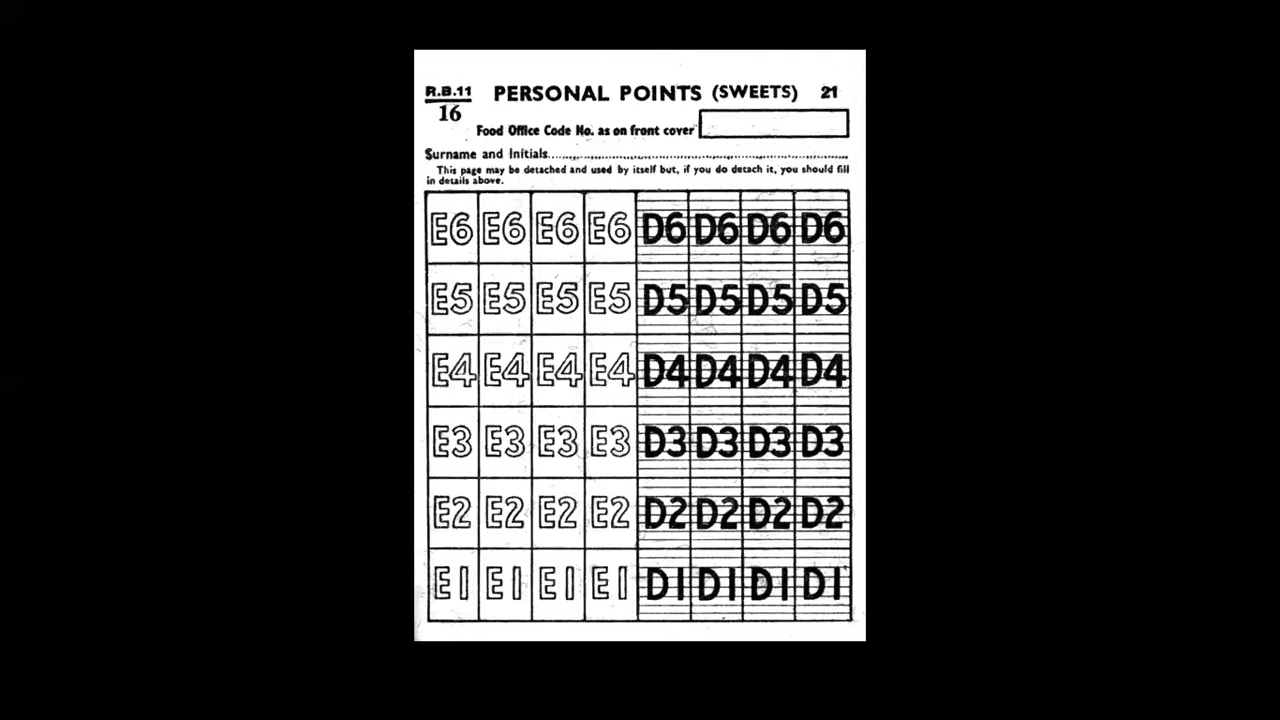 R.B.11 PERSONAL POINTS (SWEETS) 21
16
Food Office Code No. as on front cover
Surname and Initials
This page may be detached and used by itself but, if you do detach it, you should fill
in details above.
E6 E6 E6 E6 D6 D6 D6 D6
E5 E5 E5 E5 D5 D5 D5 D5
E4 E4 E4 E4 D4 D4 D4 D4
E3 E3 E3 E3 D3 D3 D3 D3
E2 E2 E2 E2 D2 D2 D2 D2
E1 E1 E1 E1 D1 D1 D1 D1